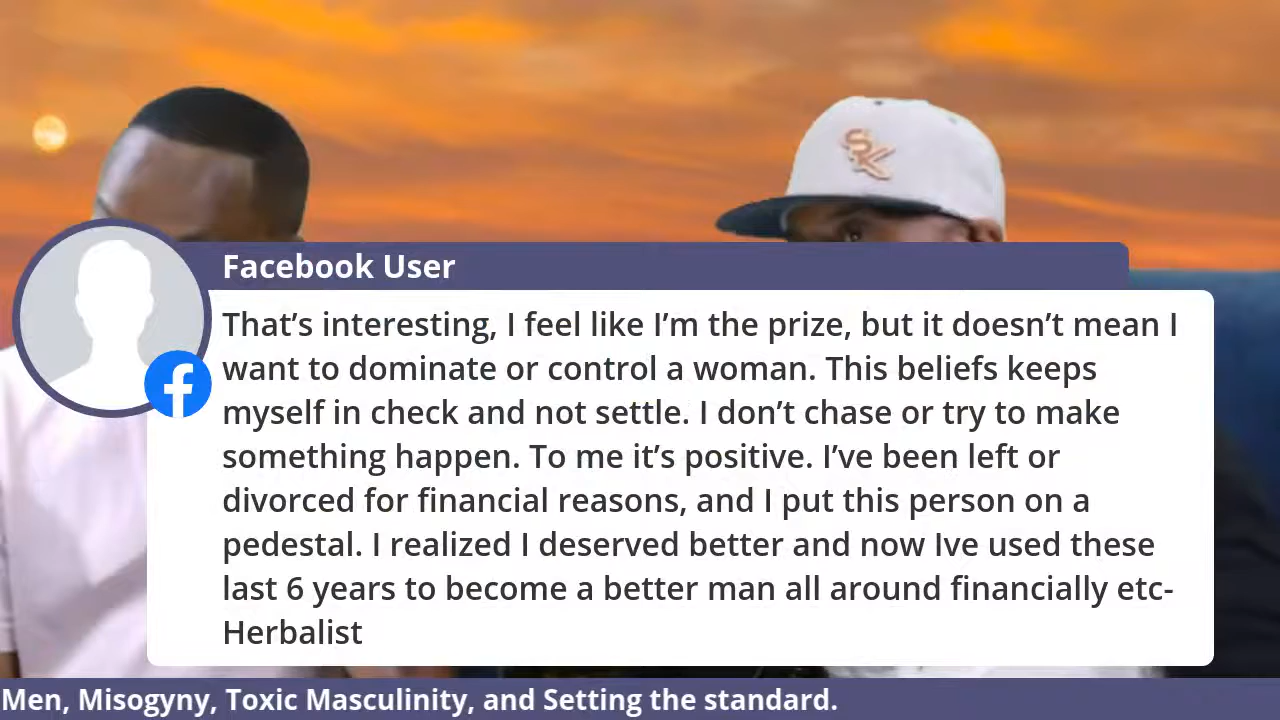 SK
Facebook User
That’s interesting, I feel like I’m the prize, but it doesn’t mean I
want to dominate or control a woman. This beliefs keeps
myself in check and not settle. I don’t chase or try to make
something happen. To me it’s positive. I’ve been left or
divorced for financial reasons, and I put this person on a
pedestal. I realized I deserved better and now Ive used these
last 6 years to become a better man all around financially etc-
Herbalist
Men, Misogyny, Toxic Masculinity, and Setting the standard.